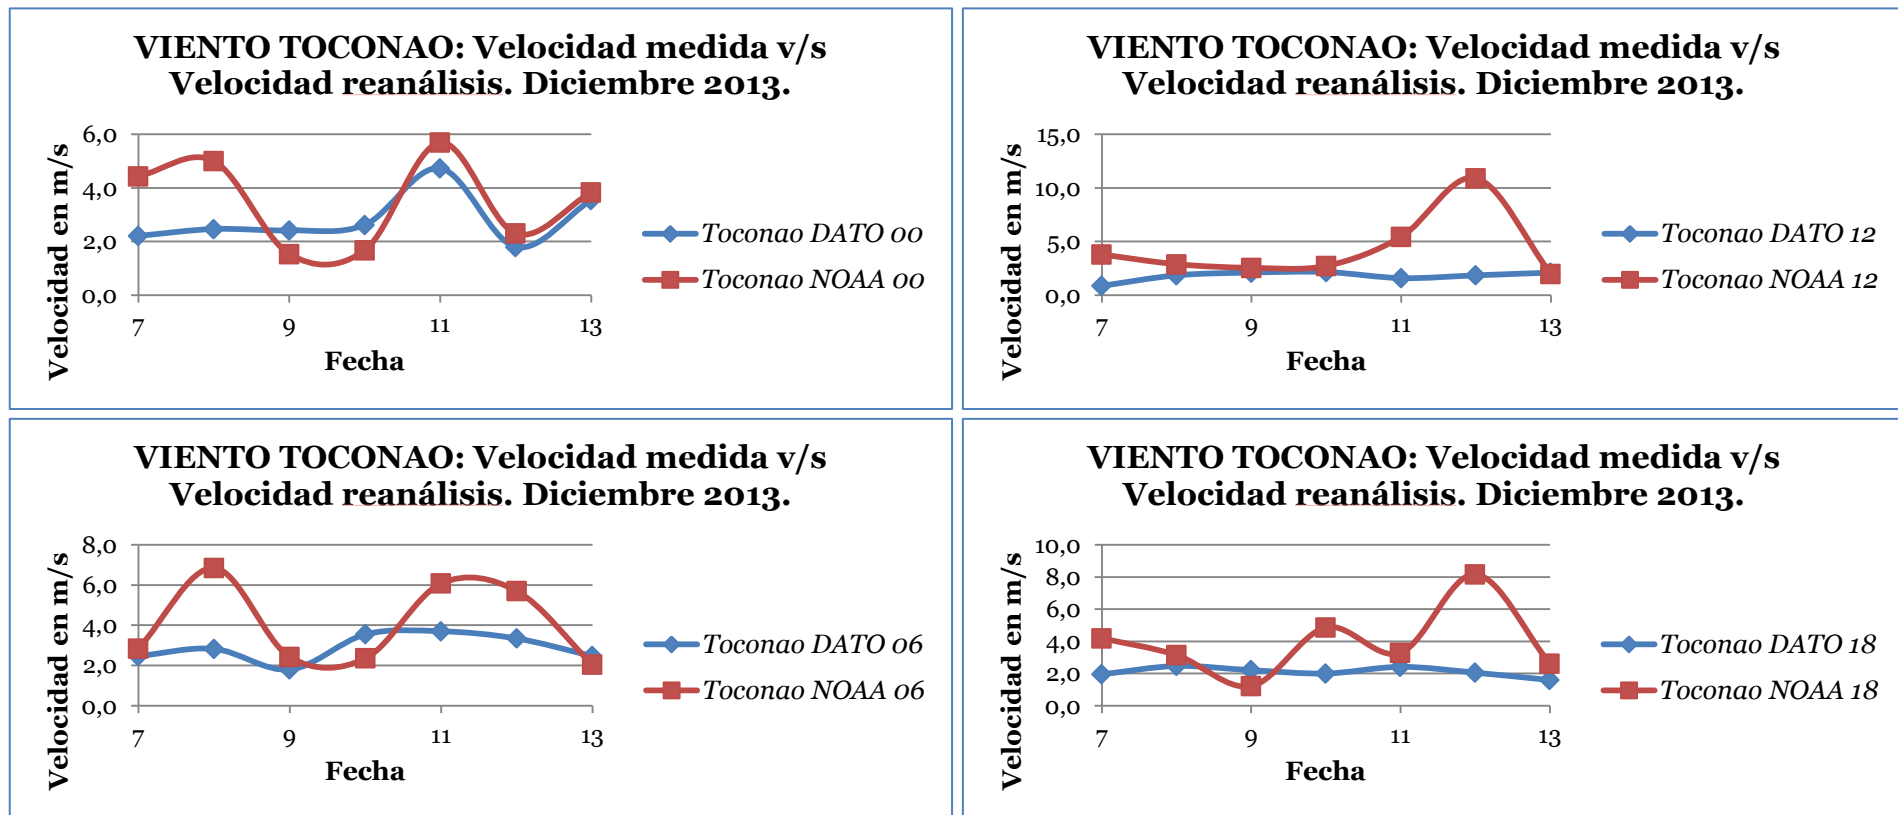 VIENTO TOCONAO: Velocidad medida v/s
Velocidad reanálisis. Diciembre 2013.
Velocidad en m/s
6,0
4,0
2,0
0,0
7
9
11
13
Fecha
Toconao DATO 00
Toconao NOAA 00
VIENTO TOCONAO: Velocidad medida v/s
Velocidad reanálisis. Diciembre 2013.
Velocidad en m/s
15,0
10,0
5,0
0,0
7
9
11
13
Fecha
Toconao DATO 12
Toconao NOAA 12
VIENTO TOCONAO: Velocidad medida v/s
Velocidad reanálisis. Diciembre 2013.
Velocidad en m/s
8,0
6,0
4,0
2,0
0,0
7
9
11
13
Fecha
Toconao DATO 06
Toconao NOAA 06
VIENTO TOCONAO: Velocidad medida v/s
Velocidad reanálisis. Diciembre 2013.
Velocidad en m/s
10,0
8,0
6,0
4,0
2,0
0,0
7
9
11
13
Fecha
Toconao DATO 18
Toconao NOAA 18